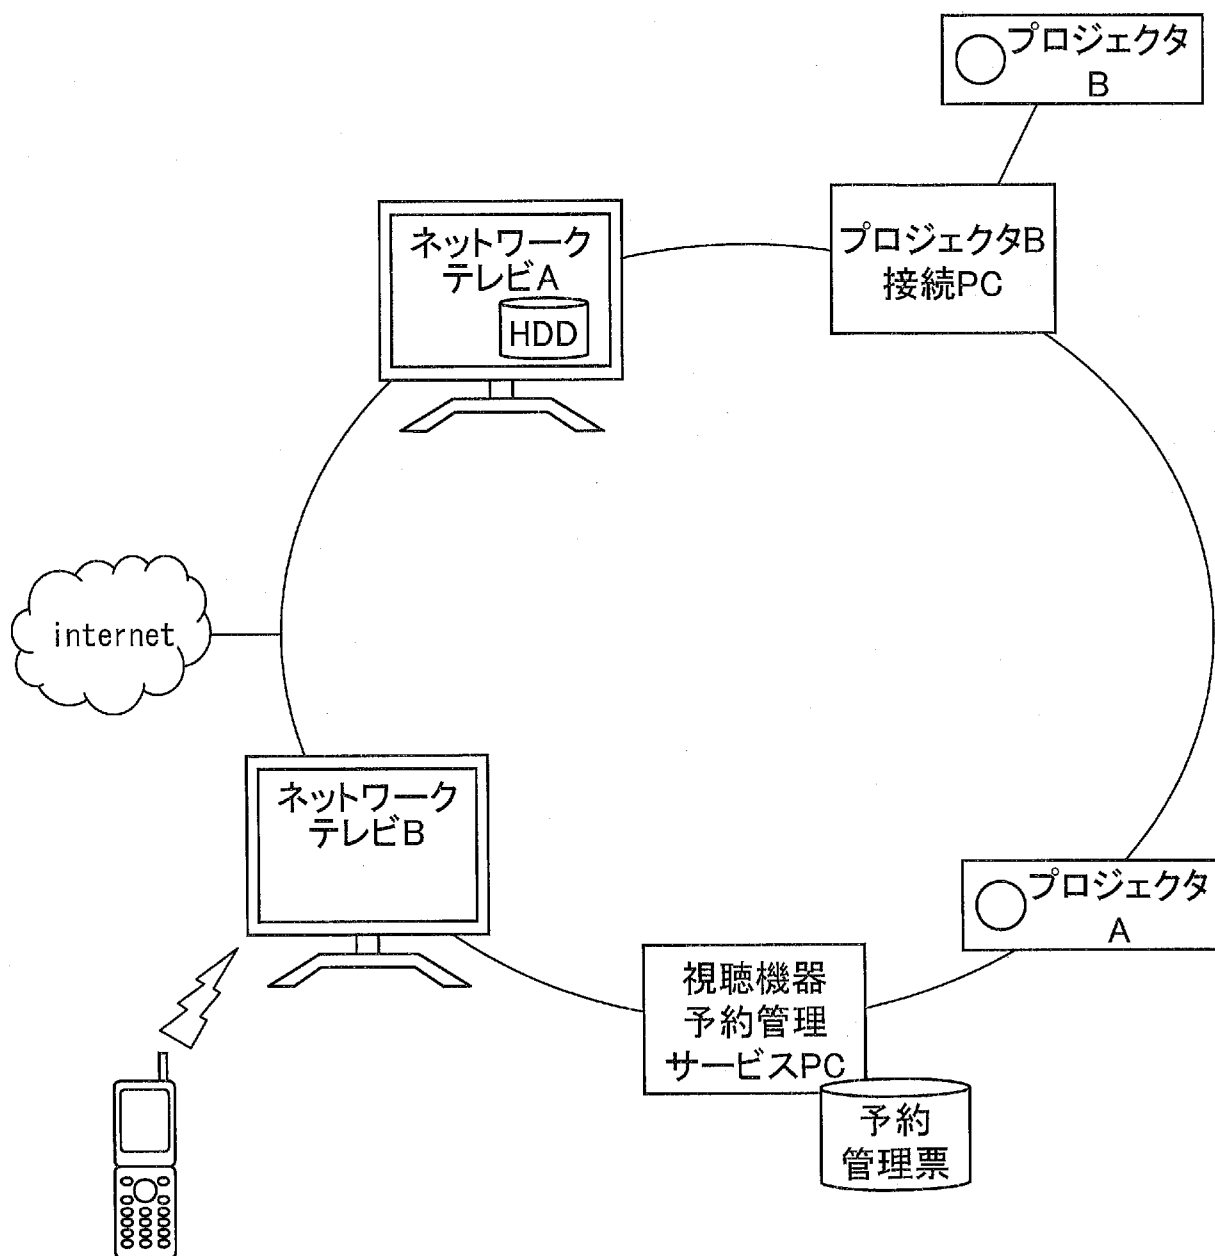 プロジェクタ
B
ネットワーク
テレビA
HDD
プロジェクタB
接続PC
internet
ネットワーク
テレビB
プロジェクタ
A
視聴機器
予約管理
サービスPC
予約
管理票